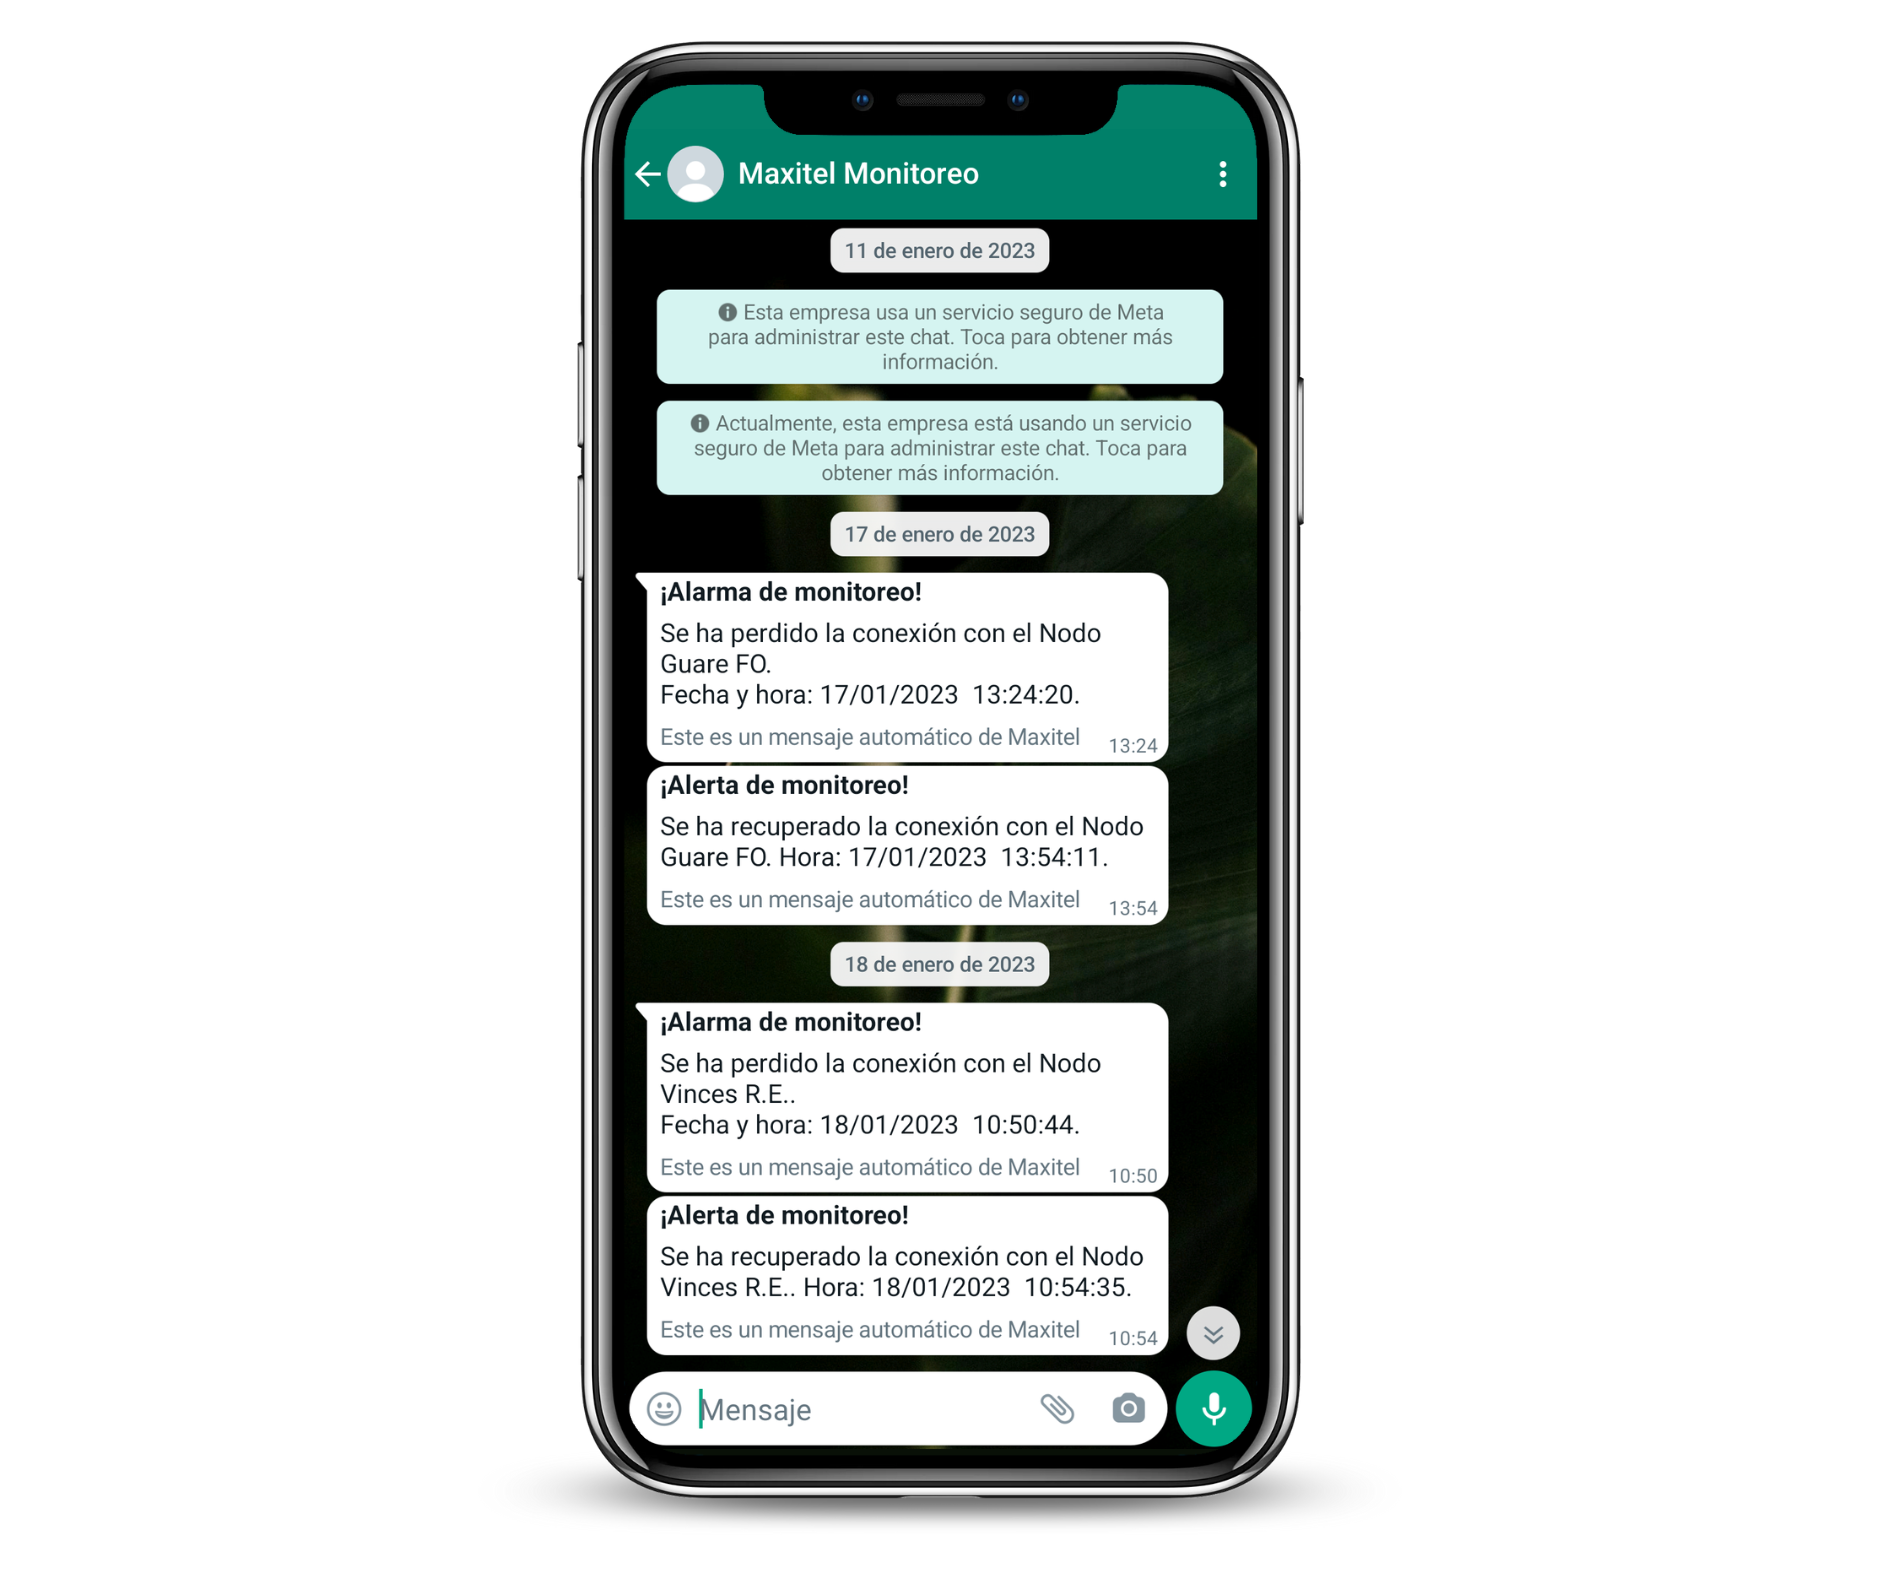 Maxitel Monitoreo
11 de enero de 2023
Esta empresa usa un servicio seguro de Meta
para administrar este chat. Toca para obtener más
información.
Actualmente, esta empresa está usando un servicio
seguro de Meta para administrar este chat. Toca para
obtener más información.
17 de enero de 2023
¡Alarma de monitoreo!
Se ha perdido la conexión con el Nodo
Guare FO.
Fecha y hora: 17/01/2023  13:24:20.
Este es un mensaje automático de Maxitel
13:24
¡Alerta de monitoreo!
Se ha recuperado la conexión con el Nodo
Guare FO. Hora: 17/01/2023  13:54:11.
Este es un mensaje automático de Maxitel
13:54
18 de enero de 2023
¡Alarma de monitoreo!
Se ha perdido la conexión con el Nodo
Vinces R.E..
Fecha y hora: 18/01/2023  10:50:44.
Este es un mensaje automático de Maxitel
10:50
¡Alerta de monitoreo!
Se ha recuperado la conexión con el Nodo
Vinces R.E.. Hora: 18/01/2023  10:54:35.
Este es un mensaje automático de Maxitel
10:54
Mensaje